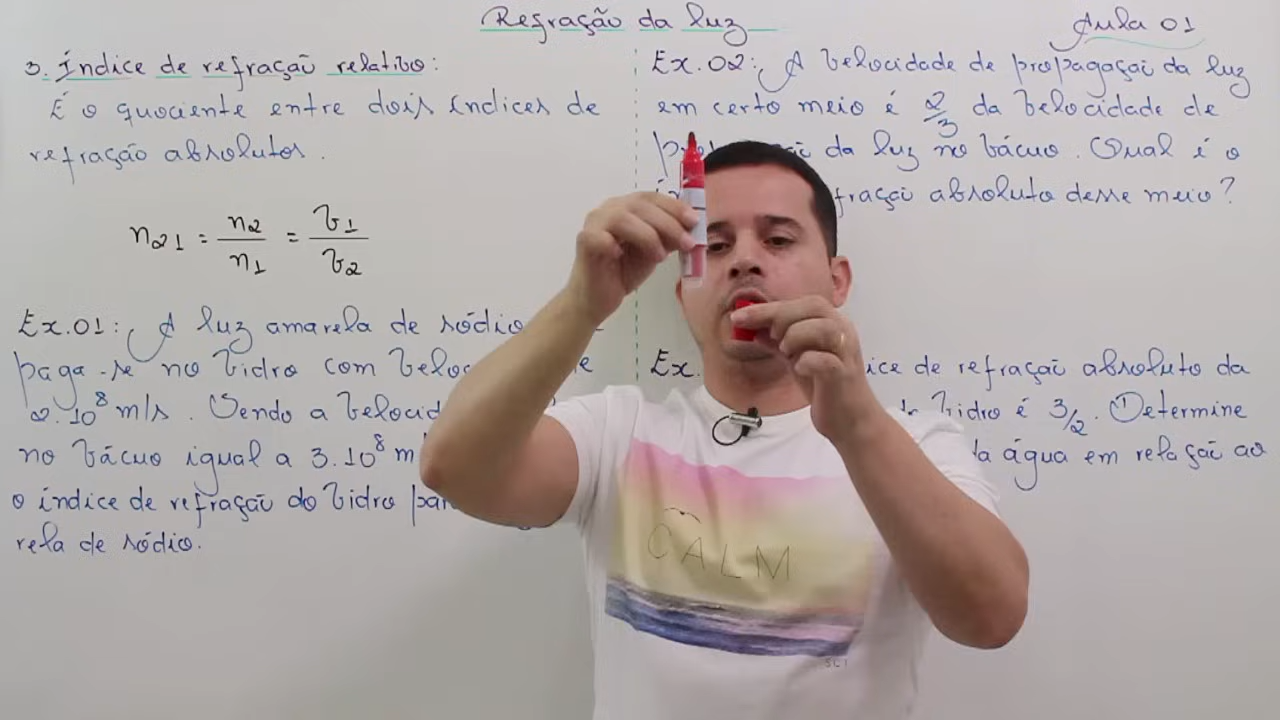 Refração da luz
Aula 01
3. Índice de refração relativo:
É o quociente entre dois índices de
refração absolutos.
n21 = n2/n1 = v1/v2
Ex.01: A luz amarela de sódio
paga-se no vidro com
2.10⁸ m/s. Sendo a
no vácuo igual a 3.10⁸
o índice de refração do vidro
rela de sódio.
Ex.02: A velocidade de propagação da luz
em certo meio é 2/3 da velocidade de
da luz no vácuo. Qual é o
absoluto desse meio?
Ex.
de refração absoluto da
vidro é 3/2. Determine
da água em relação ao
CALM